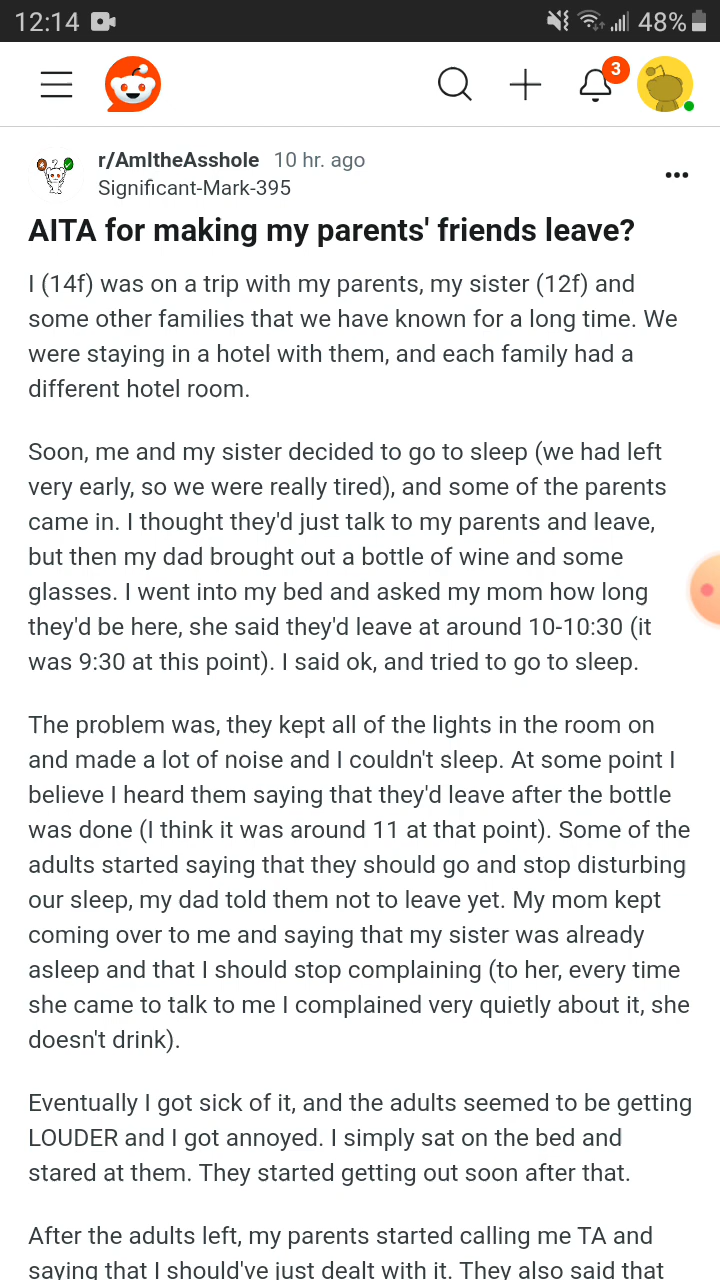 12:14 48%
3
r/AmItheAsshole 10 hr. ago
Significant-Mark-395
AITA for making my parents' friends leave?
I (14f) was on a trip with my parents, my sister (12f) and
some other families that we have known for a long time. We
were staying in a hotel with them, and each family had a
different hotel room.
Soon, me and my sister decided to go to sleep (we had left
very early, so we were really tired), and some of the parents
came in. I thought they'd just talk to my parents and leave,
but then my dad brought out a bottle of wine and some
glasses. I went into my bed and asked my mom how long
they'd be here, she said they'd leave at around 10-10:30 (it
was 9:30 at this point). I said ok, and tried to go to sleep.
The problem was, they kept all of the lights in the room on
and made a lot of noise and I couldn't sleep. At some point I
believe I heard them saying that they'd leave after the bottle
was done (I think it was around 11 at that point). Some of the
adults started saying that they should go and stop disturbing
our sleep, my dad told them not to leave yet. My mom kept
coming over to me and saying that my sister was already
asleep and that I should stop complaining (to her, every time
she came to talk to me I complained very quietly about it, she
doesn't drink).
Eventually I got sick of it, and the adults seemed to be getting
LOUDER and I got annoyed. I simply sat on the bed and
stared at them. They started getting out soon after that.
After the adults left, my parents started calling me TA and
saying that I should've just dealt with it. They also said that